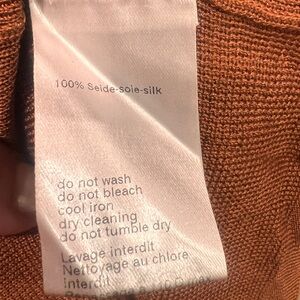 100% Seide-soie-silk
do not wash
do not bleach
cool iron
dry cleaning
do not tumble dry
Lavage interdit
Nettoyage au chlore
interdit